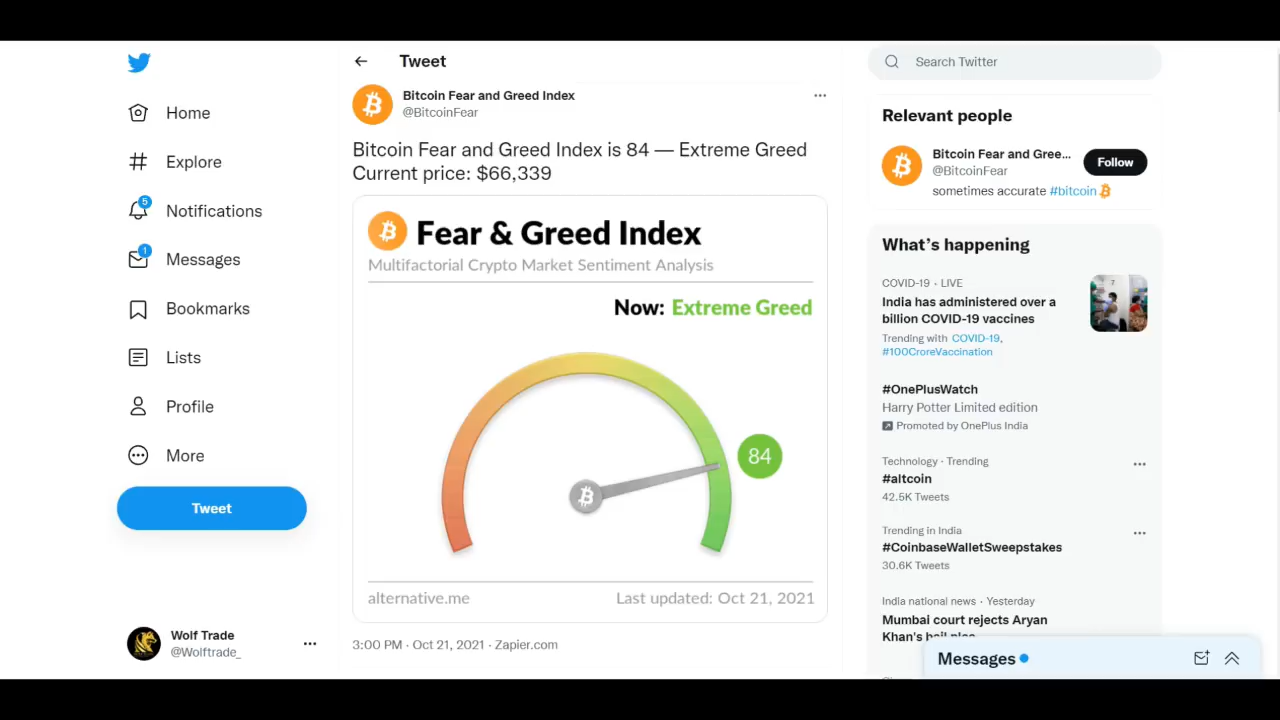 Home
Explore
5
Notifications
1
Messages
Bookmarks
Lists
Profile
More
Tweet
Wolf Trade
@Wolftrade_
Tweet
Bitcoin Fear and Greed Index
@BitcoinFear
Bitcoin Fear and Greed Index is 84 — Extreme Greed
Current price: $66,339
Fear & Greed Index
Multifactorial Crypto Market Sentiment Analysis
Now: Extreme Greed
84
alternative.me
Last updated: Oct 21, 2021
3:00 PM · Oct 21, 2021 · Zapier.com
Search Twitter
Relevant people
Bitcoin Fear and Gree...
@BitcoinFear
Follow
sometimes accurate #bitcoin
What's happening
COVID-19 · LIVE
India has administered over a
billion COVID-19 vaccines
Trending with COVID-19,
#100CroreVaccination
#OnePlusWatch
Harry Potter Limited edition
Promoted by OnePlus India
Technology · Trending
#altcoin
42.5K Tweets
Trending in India
#CoinbaseWalletSweepstakes
30.6K Tweets
India national news · Yesterday
Mumbai court rejects Aryan
Khan's bail plea
Messages